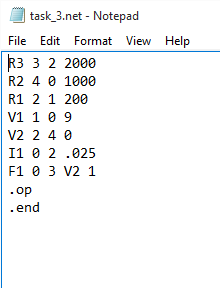 task_3.net - Notepad
File Edit Format View Help
R3 3 2 2000
R2 4 0 1000
R1 2 1 200
V1 1 0 9
V2 2 4 0
I1 0 2 .025
F1 0 3 V2 1
.op
.end